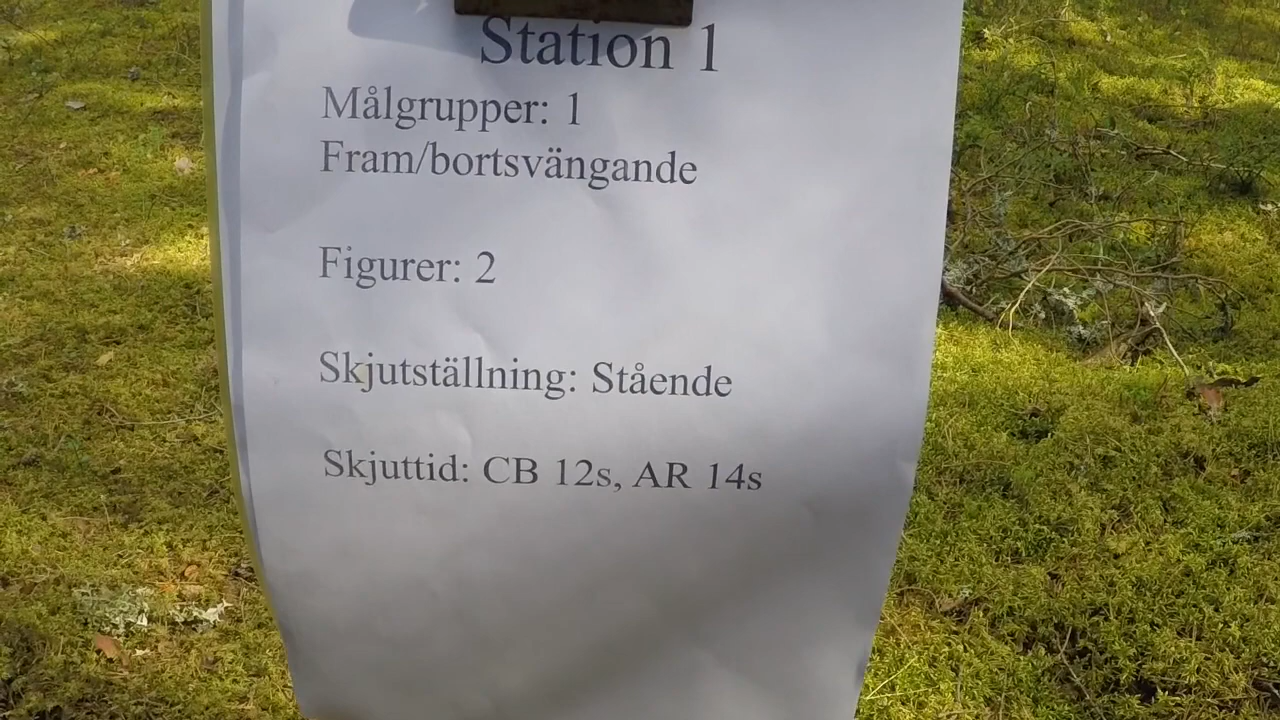 Station 1
Målgrupper: 1
Fram/bortsvängande
Figurer: 2
Skjutställning: Stående
Skjuttid: CB 12s, AR 14s